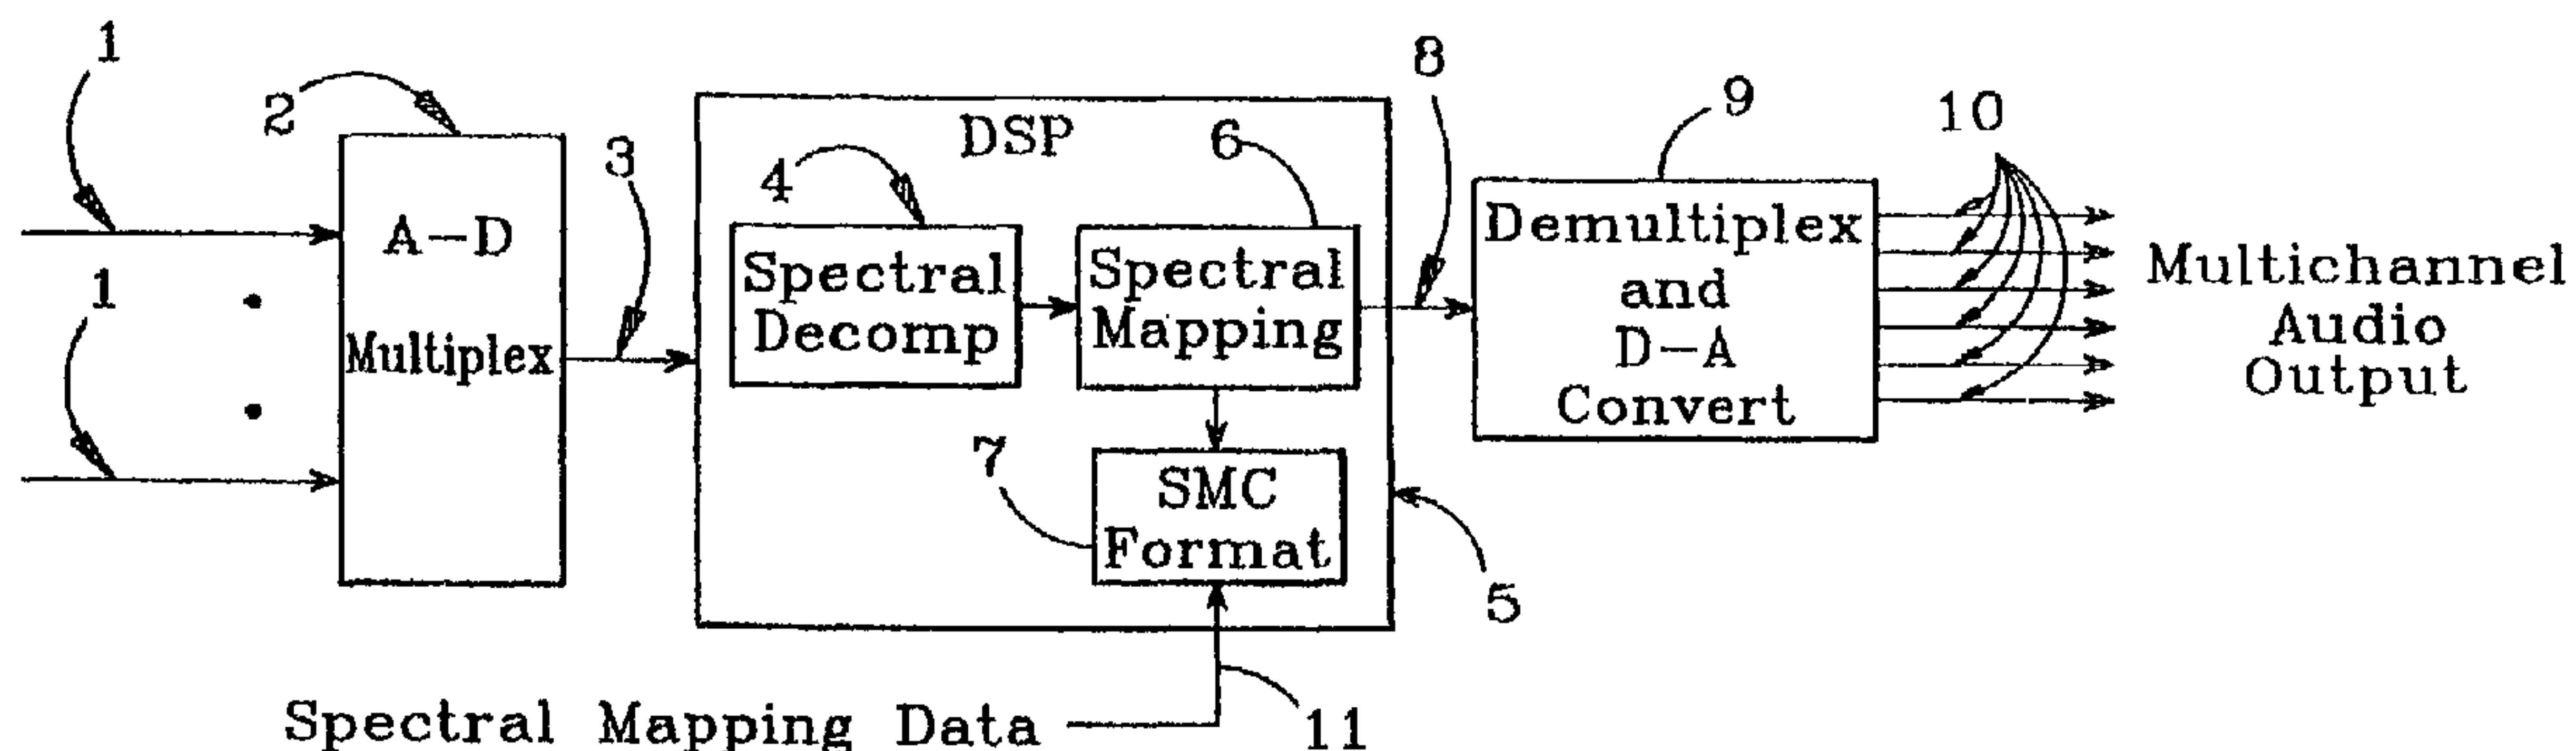 1
2
A-D
Multiplex
1
1
3
DSP
4
Spectral
Decomp
6
Spectral
Mapping
7
SMC
Format
5
8
9
Demultiplex
and
D-A
Convert
10
Multichannel
Audio
Output
Spectral Mapping Data
11